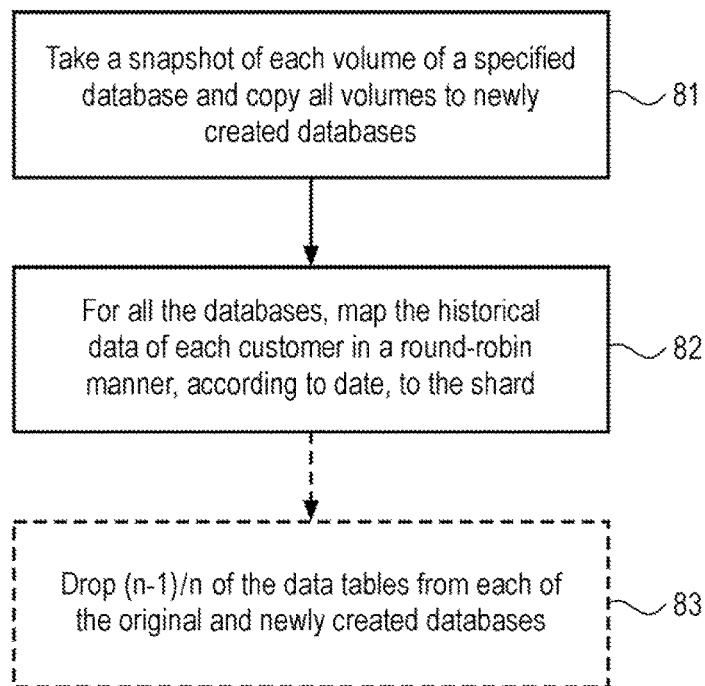 Take a snapshot of each volume of a specified
database and copy all volumes to newly
created databases
81
For all the databases, map the historical
data of each customer in a round-robin
manner, according to date, to the shard
82
Drop (n-1)/n of the data tables from each of
the original and newly created databases
83